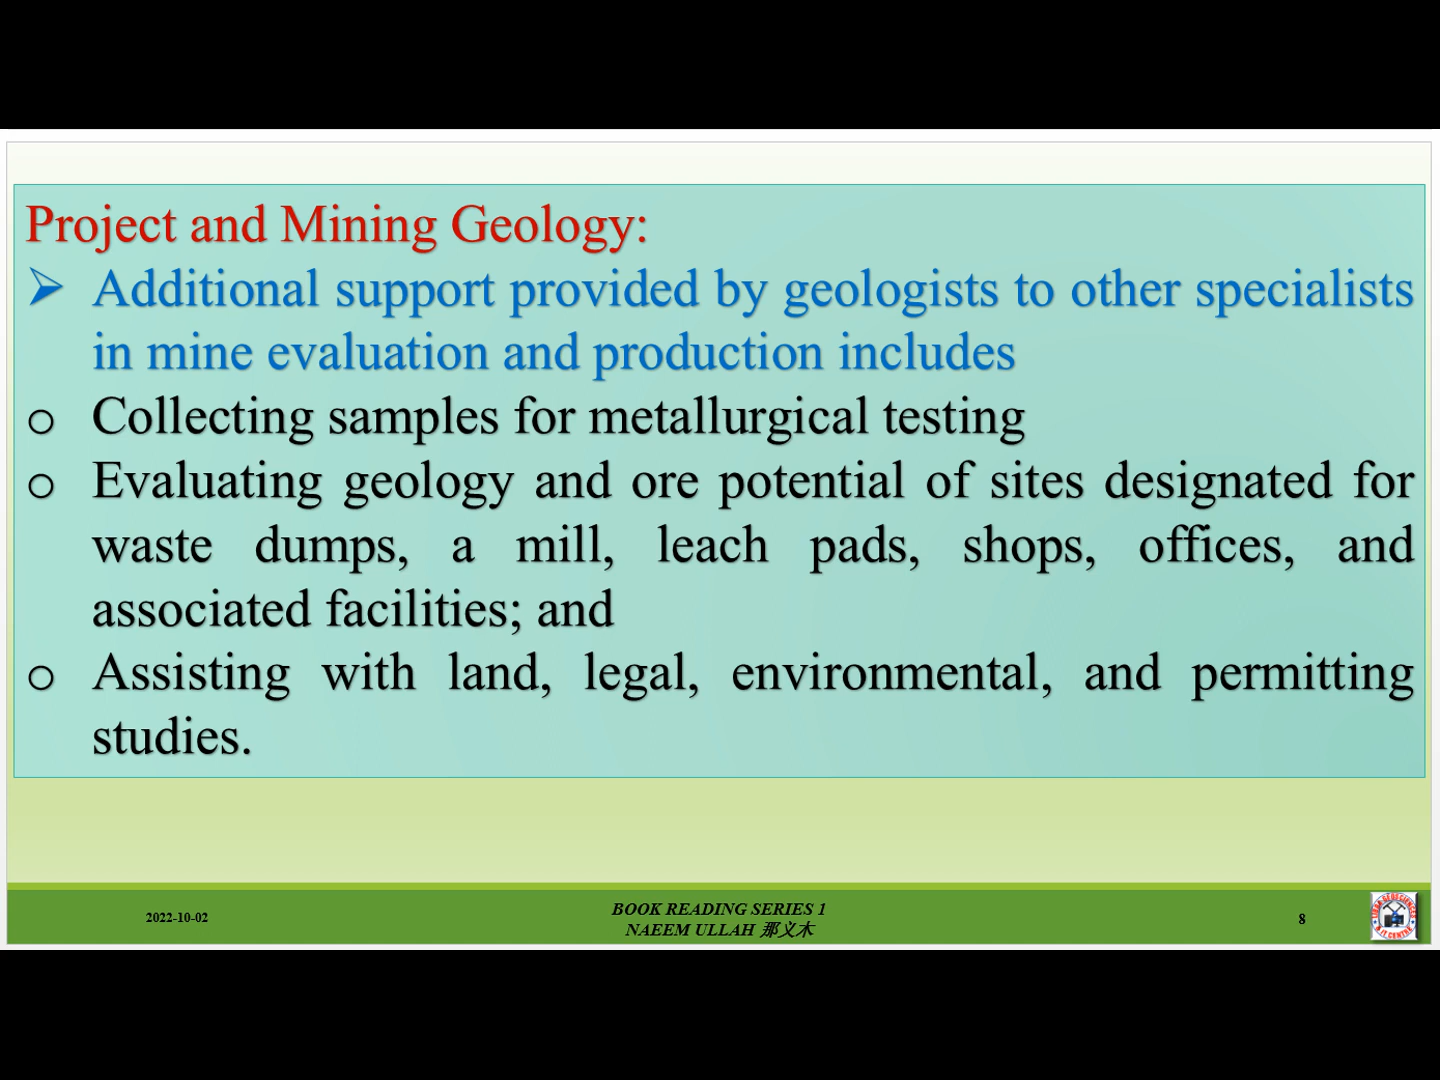 Project and Mining Geology:
➢ Additional support provided by geologists to other specialists
in mine evaluation and production includes
o Collecting samples for metallurgical testing
o Evaluating geology and ore potential of sites designated for
waste dumps, a mill, leach pads, shops, offices, and
associated facilities; and
o Assisting with land, legal, environmental, and permitting
studies.
2022-10-02
BOOK READING SERIES 1
NAEEM ULLAH 那义木
8
& IT CENTRE